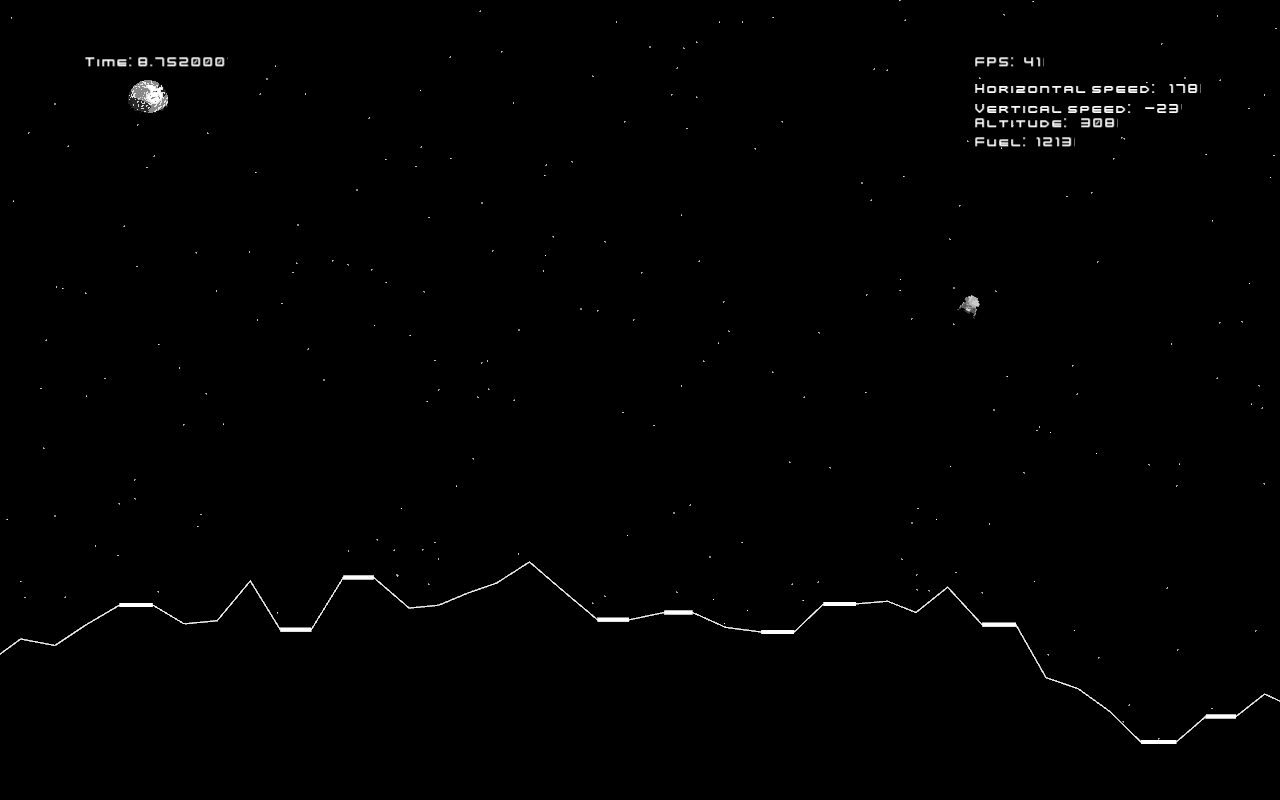 Time: 8.752000
FPS: 41
Horizontal speed: 178
Vertical speed: -23
Altitude: 308
Fuel: 1213